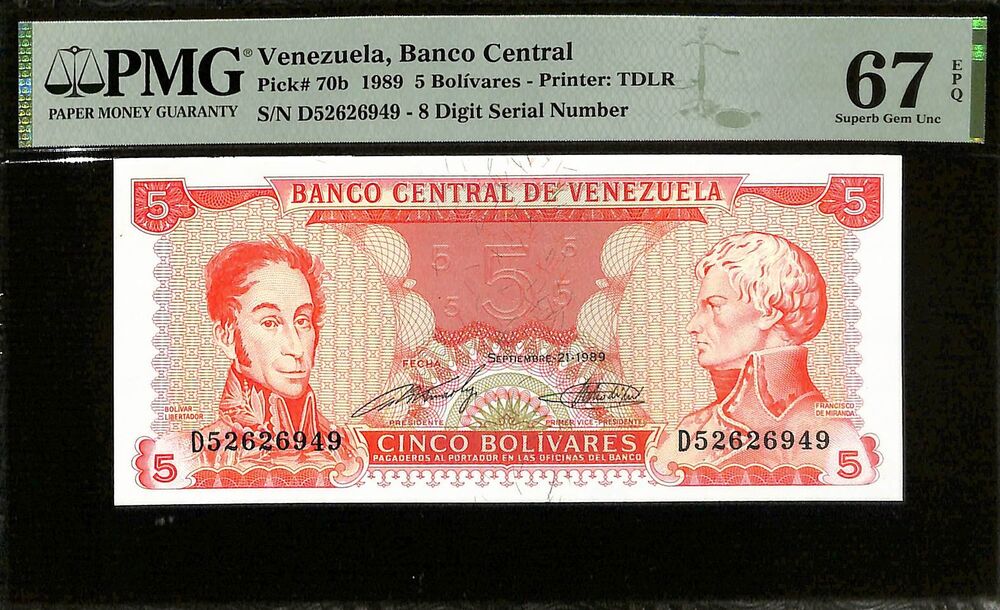 PMG®
PAPER MONEY GUARANTY
Venezuela, Banco Central
Pick# 70b 1989 5 Bolívares - Printer: TDLR
S/N D52626949 - 8 Digit Serial Number
67
EPQ
Superb Gem Unc
BANCO CENTRAL DE VENEZUELA
5
5
5
5
5
5
5
FECHA
SEPTIEMBRE-21-1989
BOLÍVAR-
LIBERTADOR
FRANCISCO
DE MIRANDA
PRESIDENTE
PRIMER VICE-PRESIDENTE
D52626949
D52626949
CINCO BOLÍVARES
PAGADEROS AL PORTADOR EN LAS OFICINAS DEL BANCO
5
5